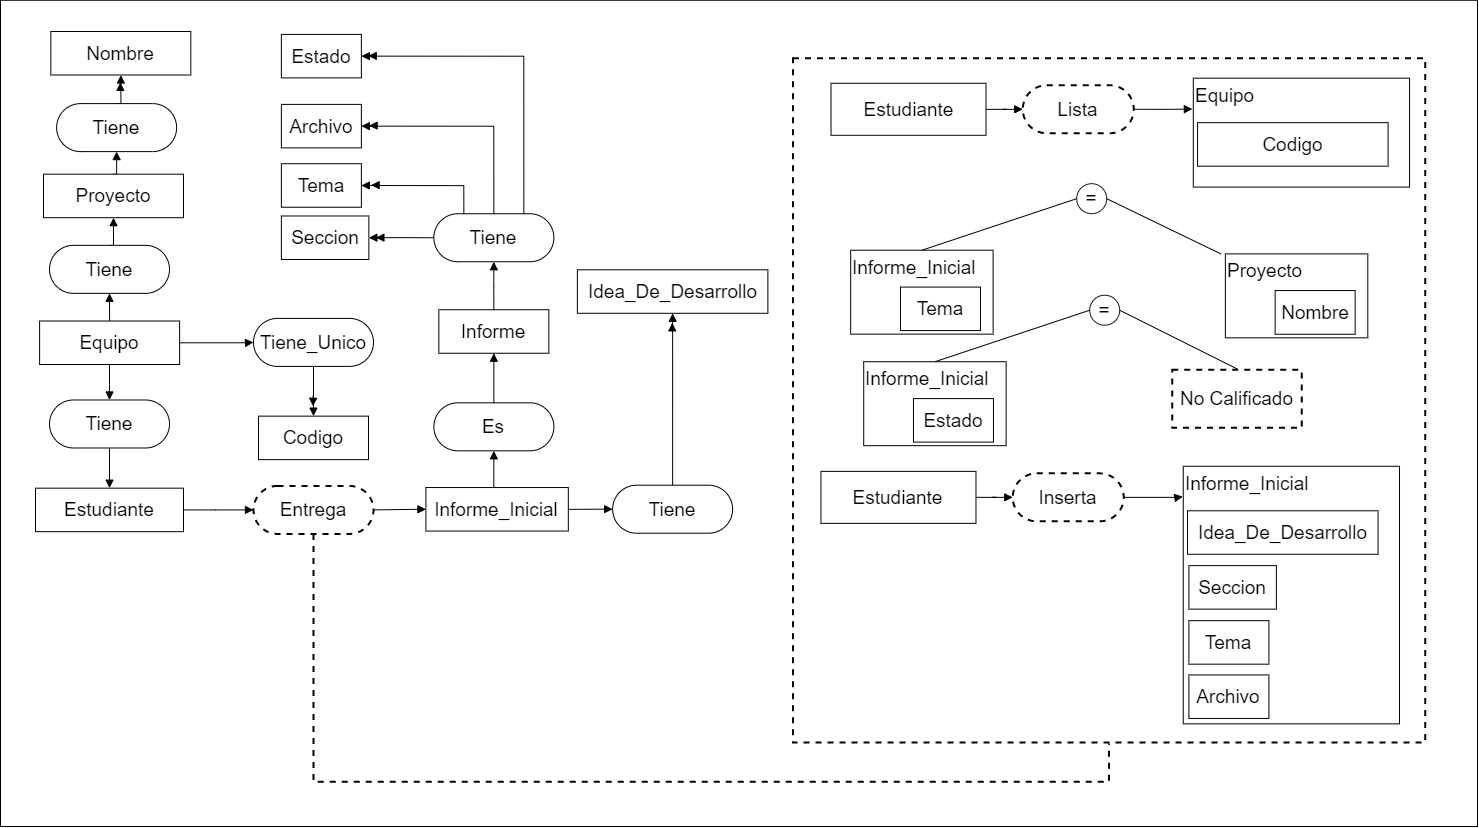 Nombre
Tiene
Proyecto
Tiene
Equipo
Tiene_Unico
Codigo
Tiene
Estudiante
Entrega
Informe_Inicial
Es
Informe
Tiene
Estado
Archivo
Tema
Seccion
Tiene
Idea_De_Desarrollo
Estudiante
Lista
Equipo
Codigo
=
Informe_Inicial
Tema
Proyecto
Nombre
=
Informe_Inicial
Estado
No Calificado
Estudiante
Inserta
Informe_Inicial
Idea_De_Desarrollo
Seccion
Tema
Archivo